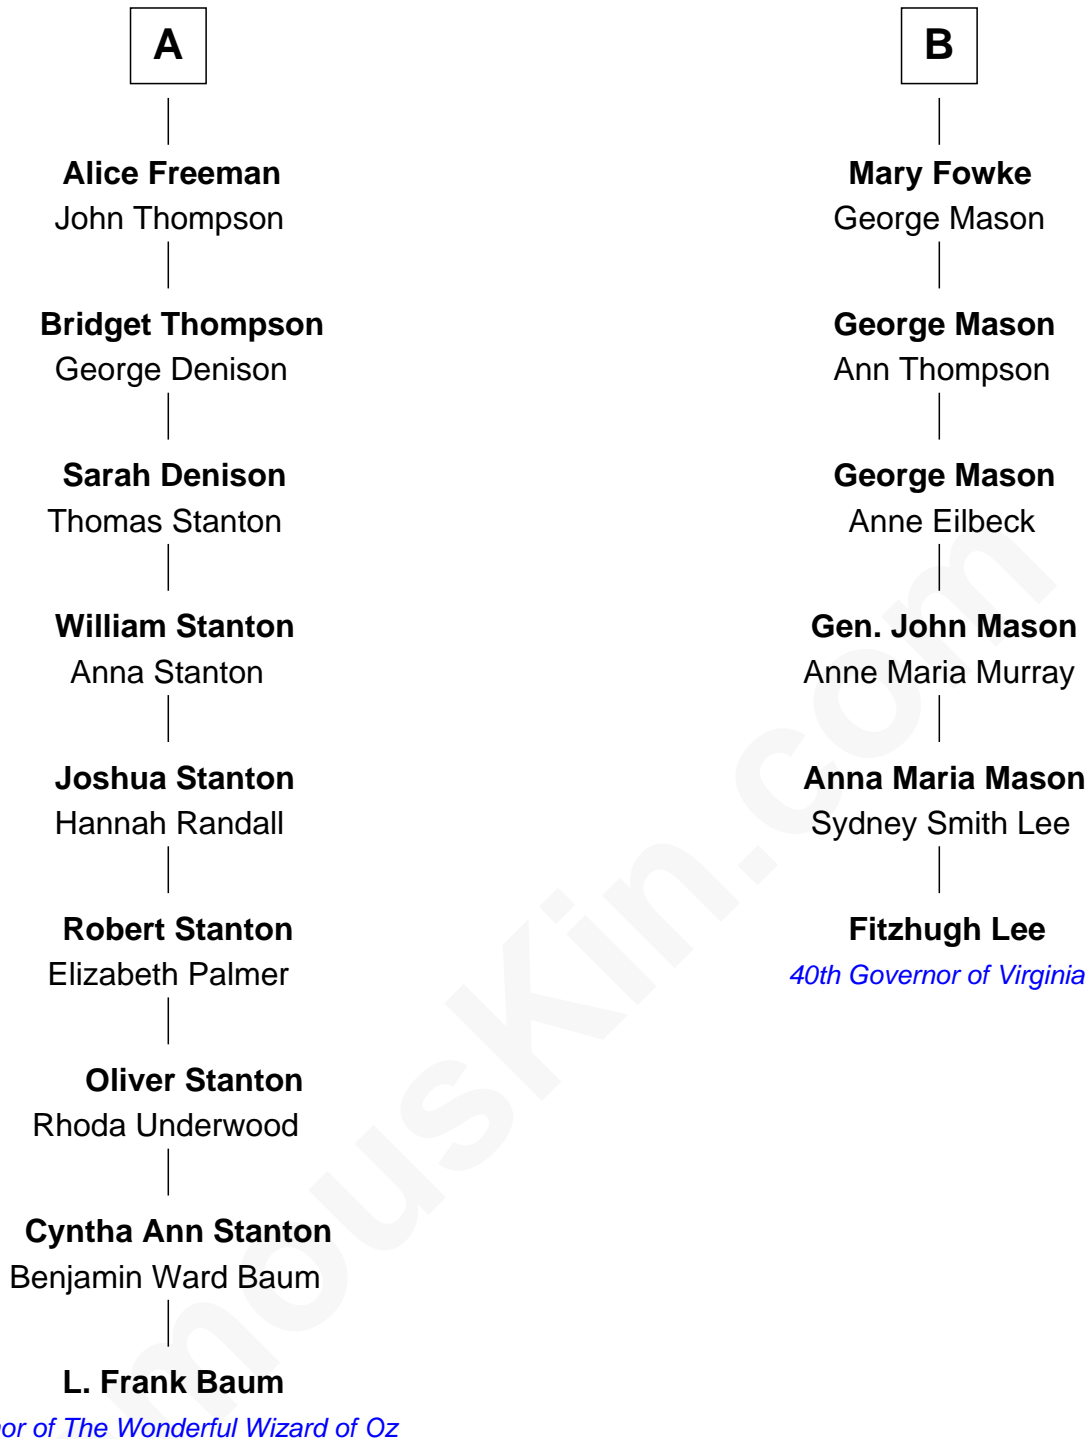 A
Alice Freeman
John Thompson
Bridget Thompson
George Denison
Sarah Denison
Thomas Stanton
William Stanton
Anna Stanton
Joshua Stanton
Hannah Randall
Robert Stanton
Elizabeth Palmer
Oliver Stanton
Rhoda Underwood
Cyntha Ann Stanton
Benjamin Ward Baum
L. Frank Baum
of The Wonderful Wizard of Oz
B
Mary Fowke
George Mason
George Mason
Ann Thompson
George Mason
Anne Eilbeck
Gen. John Mason
Anne Maria Murray
Anna Maria Mason
Sydney Smith Lee
Fitzhugh Lee
40th Governor of Virginia